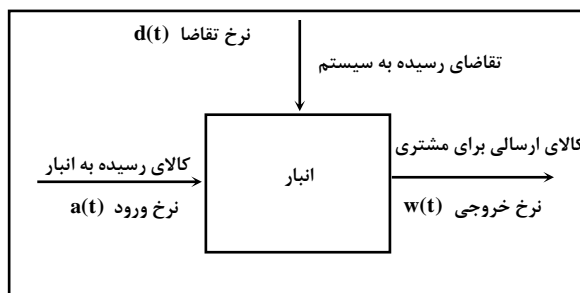 نرخ تقاضا d(t)
تقاضای رسیده به سیستم
کالای ارسالی برای مشتری
انبار
کالای رسیده به انبار
نرخ خروجی w(t)
نرخ ورود a(t)